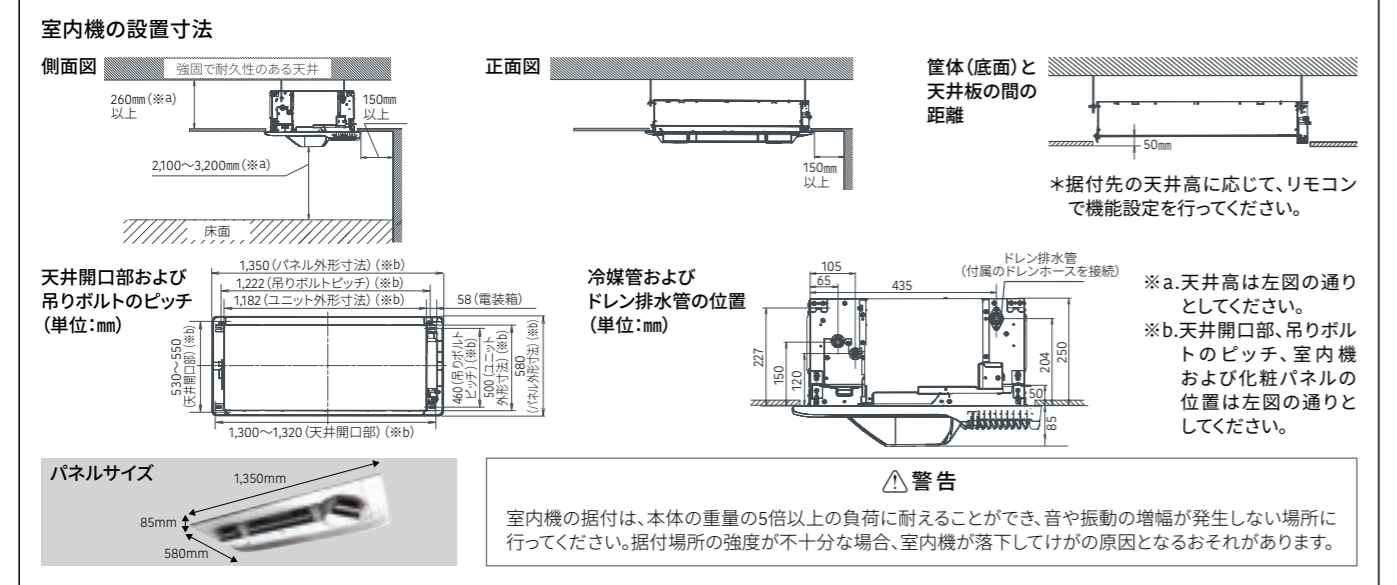 室内機の設置寸法
側面図
強固で耐久性のある天井
260mm(※a)
以上
150mm
以上
2,100〜3,200mm(※a)
床面
正面図
150mm
以上
筐体(底面)と
天井板の間の
距離
50mm
＊据付先の天井高に応じて、リモコン
で機能設定を行ってください。
天井開口部および
吊りボルトのピッチ
(単位:mm)
1,350(パネル外形寸法)(※b)
1,222(吊りボルトピッチ)(※b)
1,182(ユニット外形寸法)(※b)
58(電装箱)
530〜550
(天井開口部)(※b)
460(吊りボルト
ピッチ)(※b)
500(ユニット
外形寸法)(※b)
580
(パネル外形寸法)(※b)
1,300〜1,320(天井開口部)(※b)
冷媒管および
ドレン排水管の位置
(単位:mm)
ドレン排水管
(付属のドレンホースを接続)
105
65
435
227
150
120
204
250
50
85
※a.天井高は左図の通り
としてください。
※b.天井開口部、吊りボル
トのピッチ、室内機
および化粧パネルの
位置は左図の通りと
してください。
パネルサイズ
1,350mm
85mm
580mm
⚠警告
室内機の据付は、本体の重量の5倍以上の負荷に耐えることができ、音や振動の増幅が発生しない場所に
行ってください。据付場所の強度が不十分な場合、室内機が落下してけがの原因となるおそれがあります。